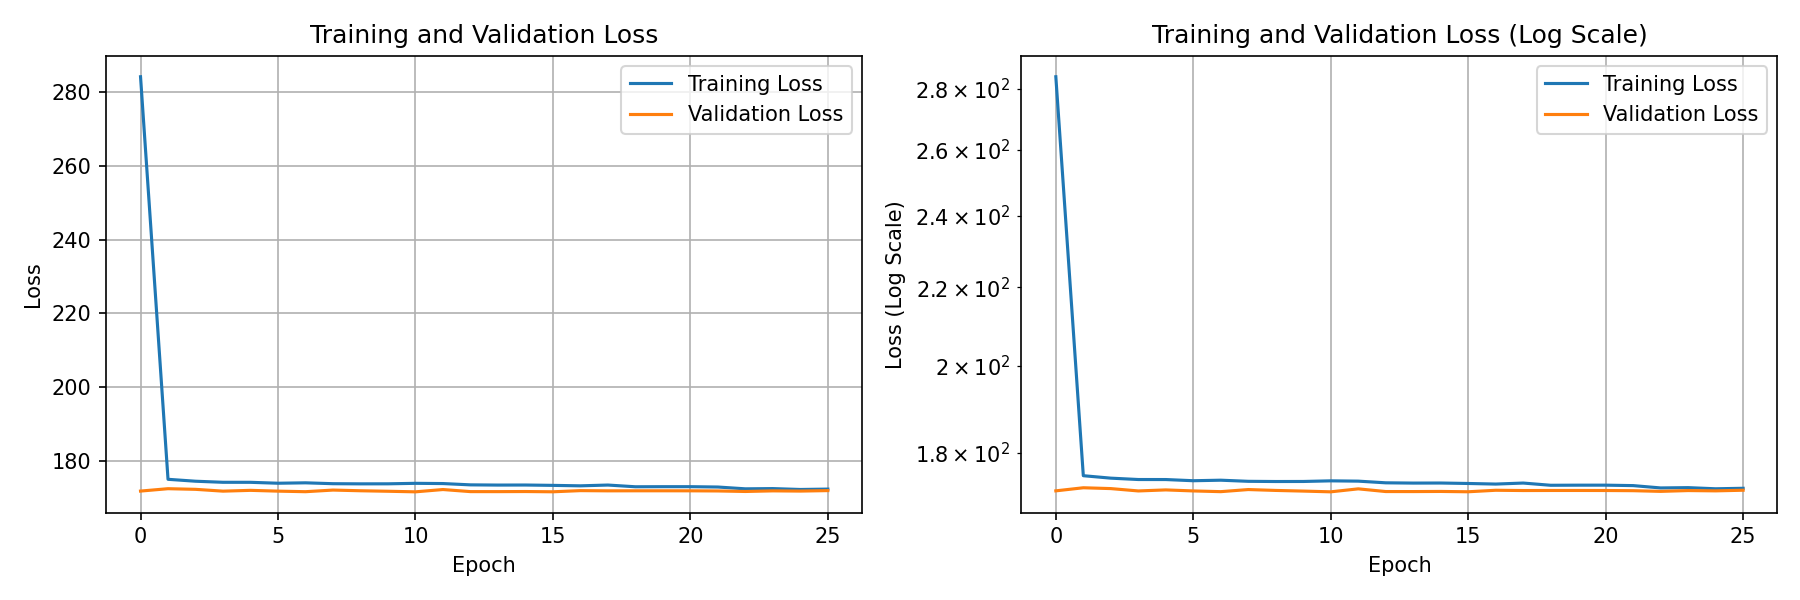 Training and Validation Loss
Training Loss
Validation Loss
280
260
240
220
200
180
Loss
0 5 10 15 20 25
Epoch
Training and Validation Loss (Log Scale)
Training Loss
Validation Loss
2.8 × 10²
2.6 × 10²
2.4 × 10²
2.2 × 10²
2 × 10²
1.8 × 10²
Loss (Log Scale)
0 5 10 15 20 25
Epoch